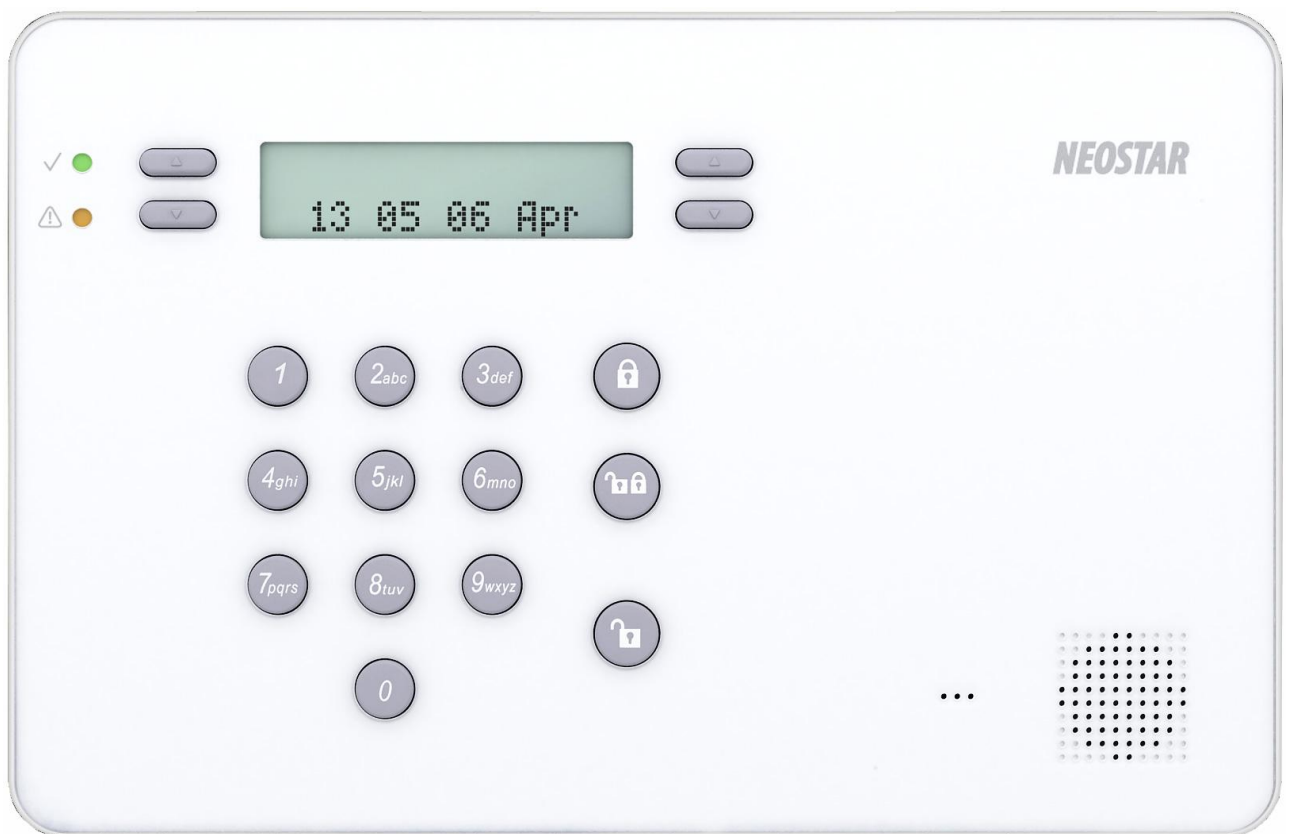 NEOSTAR
13 05 06 Apr
1 2abc 3def
4ghi 5jkl 6mno
7pqrs 8tuv 9wxyz
0